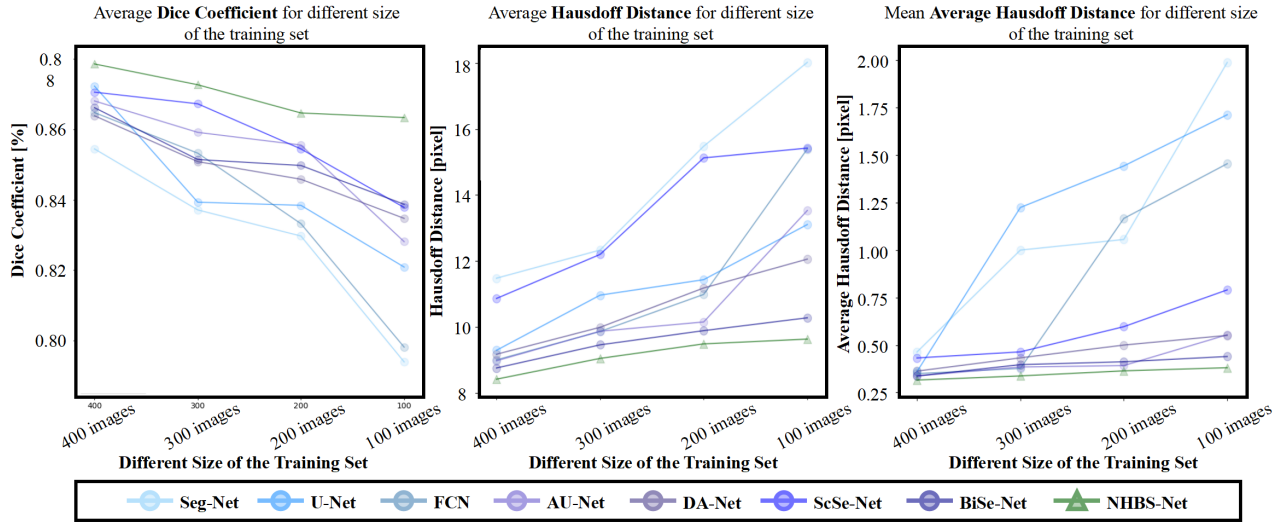 Average Dice Coefficient for different size
of the training set
0.8
8
0.86
0.84
0.82
0.80
Dice Coefficient [%]
400
300
200
100
400 images
300 images
200 images
100 images
Different Size of the Training Set
Average Hausdoff Distance for different size
of the training set
18
16
14
12
10
8
Hausdoff Distance [pixel]
400 images
300 images
200 images
100 images
Different Size of the Training Set
Mean Average Hausdoff Distance for different size
of the training set
2.00
1.75
1.50
1.25
1.00
0.75
0.50
0.25
Average Hausdoff Distance [pixel]
400 images
300 images
200 images
100 images
Different Size of the Training Set
Seg-Net
U-Net
FCN
AU-Net
DA-Net
ScSe-Net
BiSe-Net
NHBS-Net